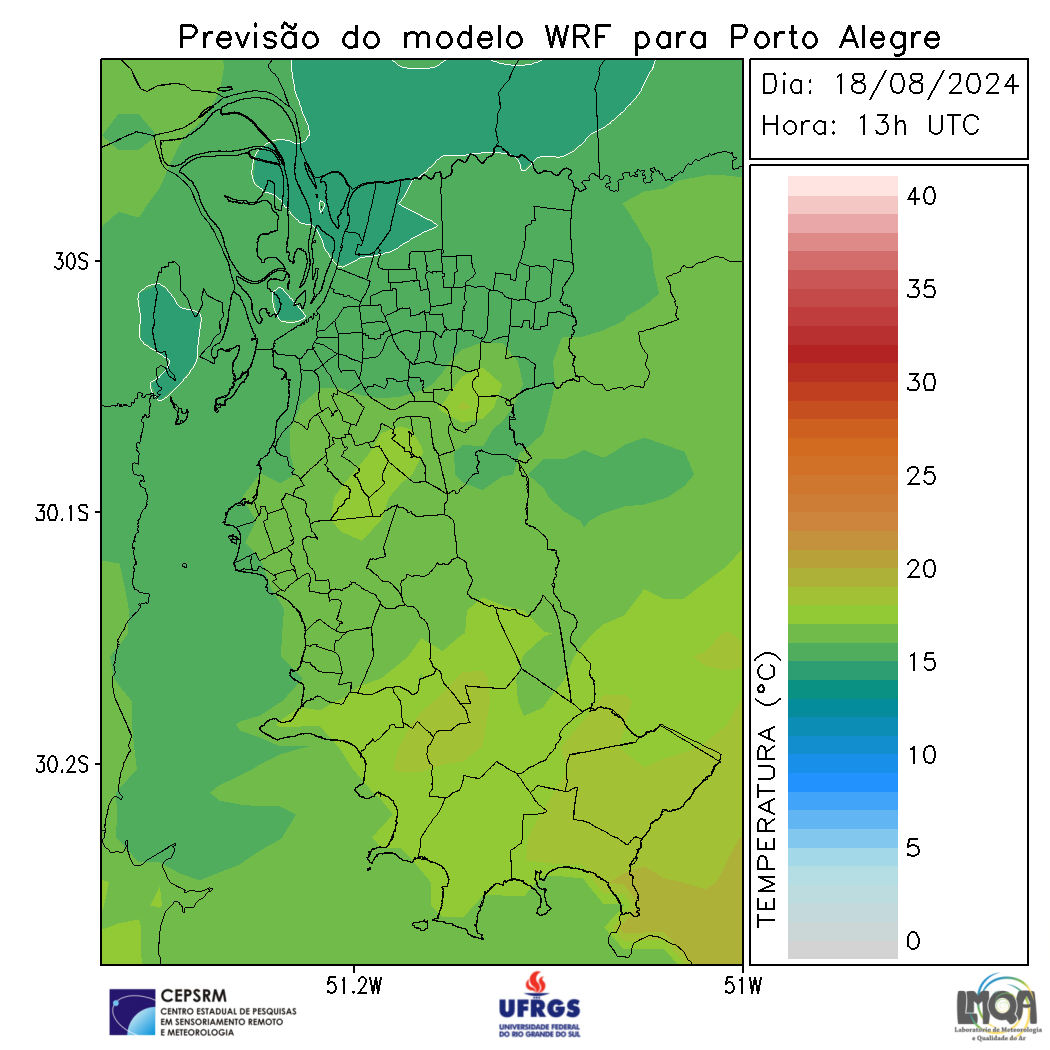 Previsão do modelo WRF para Porto Alegre
Dia: 18/08/2024
Hora: 13h UTC
30S
30.1S
30.2S
51.2W
51W
TEMPERATURA (°C)
40
35
30
25
20
15
10
5
0
CEPSRM
CENTRO ESTADUAL DE PESQUISAS
EM SENSORIAMENTO REMOTO
E METEOROLOGIA
UFRGS
UNIVERSIDADE FEDERAL
DO RIO GRANDE DO SUL
LMQA
Laboratório de Meteorologia
e Qualidade do Ar